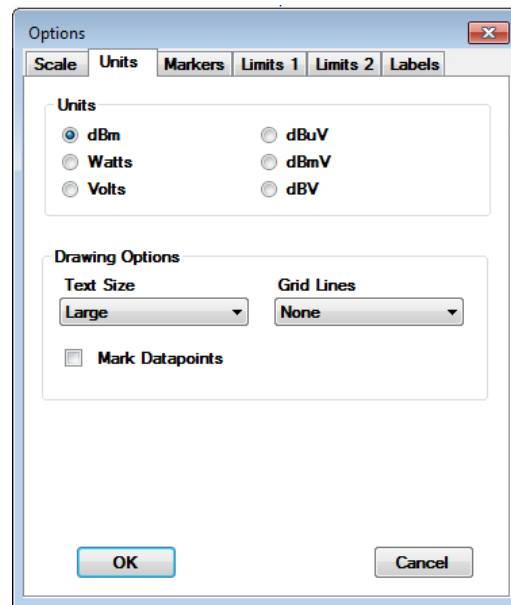 Options
Scale Units Markers Limits 1 Limits 2 Labels
Units
dBm dBuV
Watts dBmV
Volts dBV
Drawing Options
Text Size Grid Lines
Large None
Mark Datapoints
OK Cancel